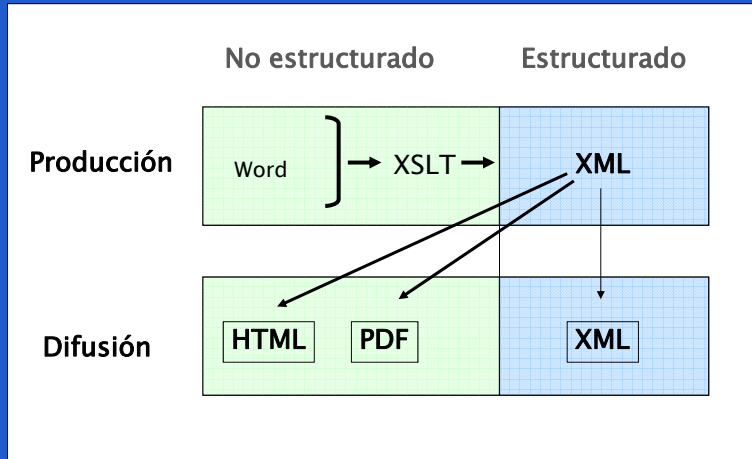 No estructurado
Estructurado
Producción
Word
XSLT
XML
Difusión
HTML
PDF
XML